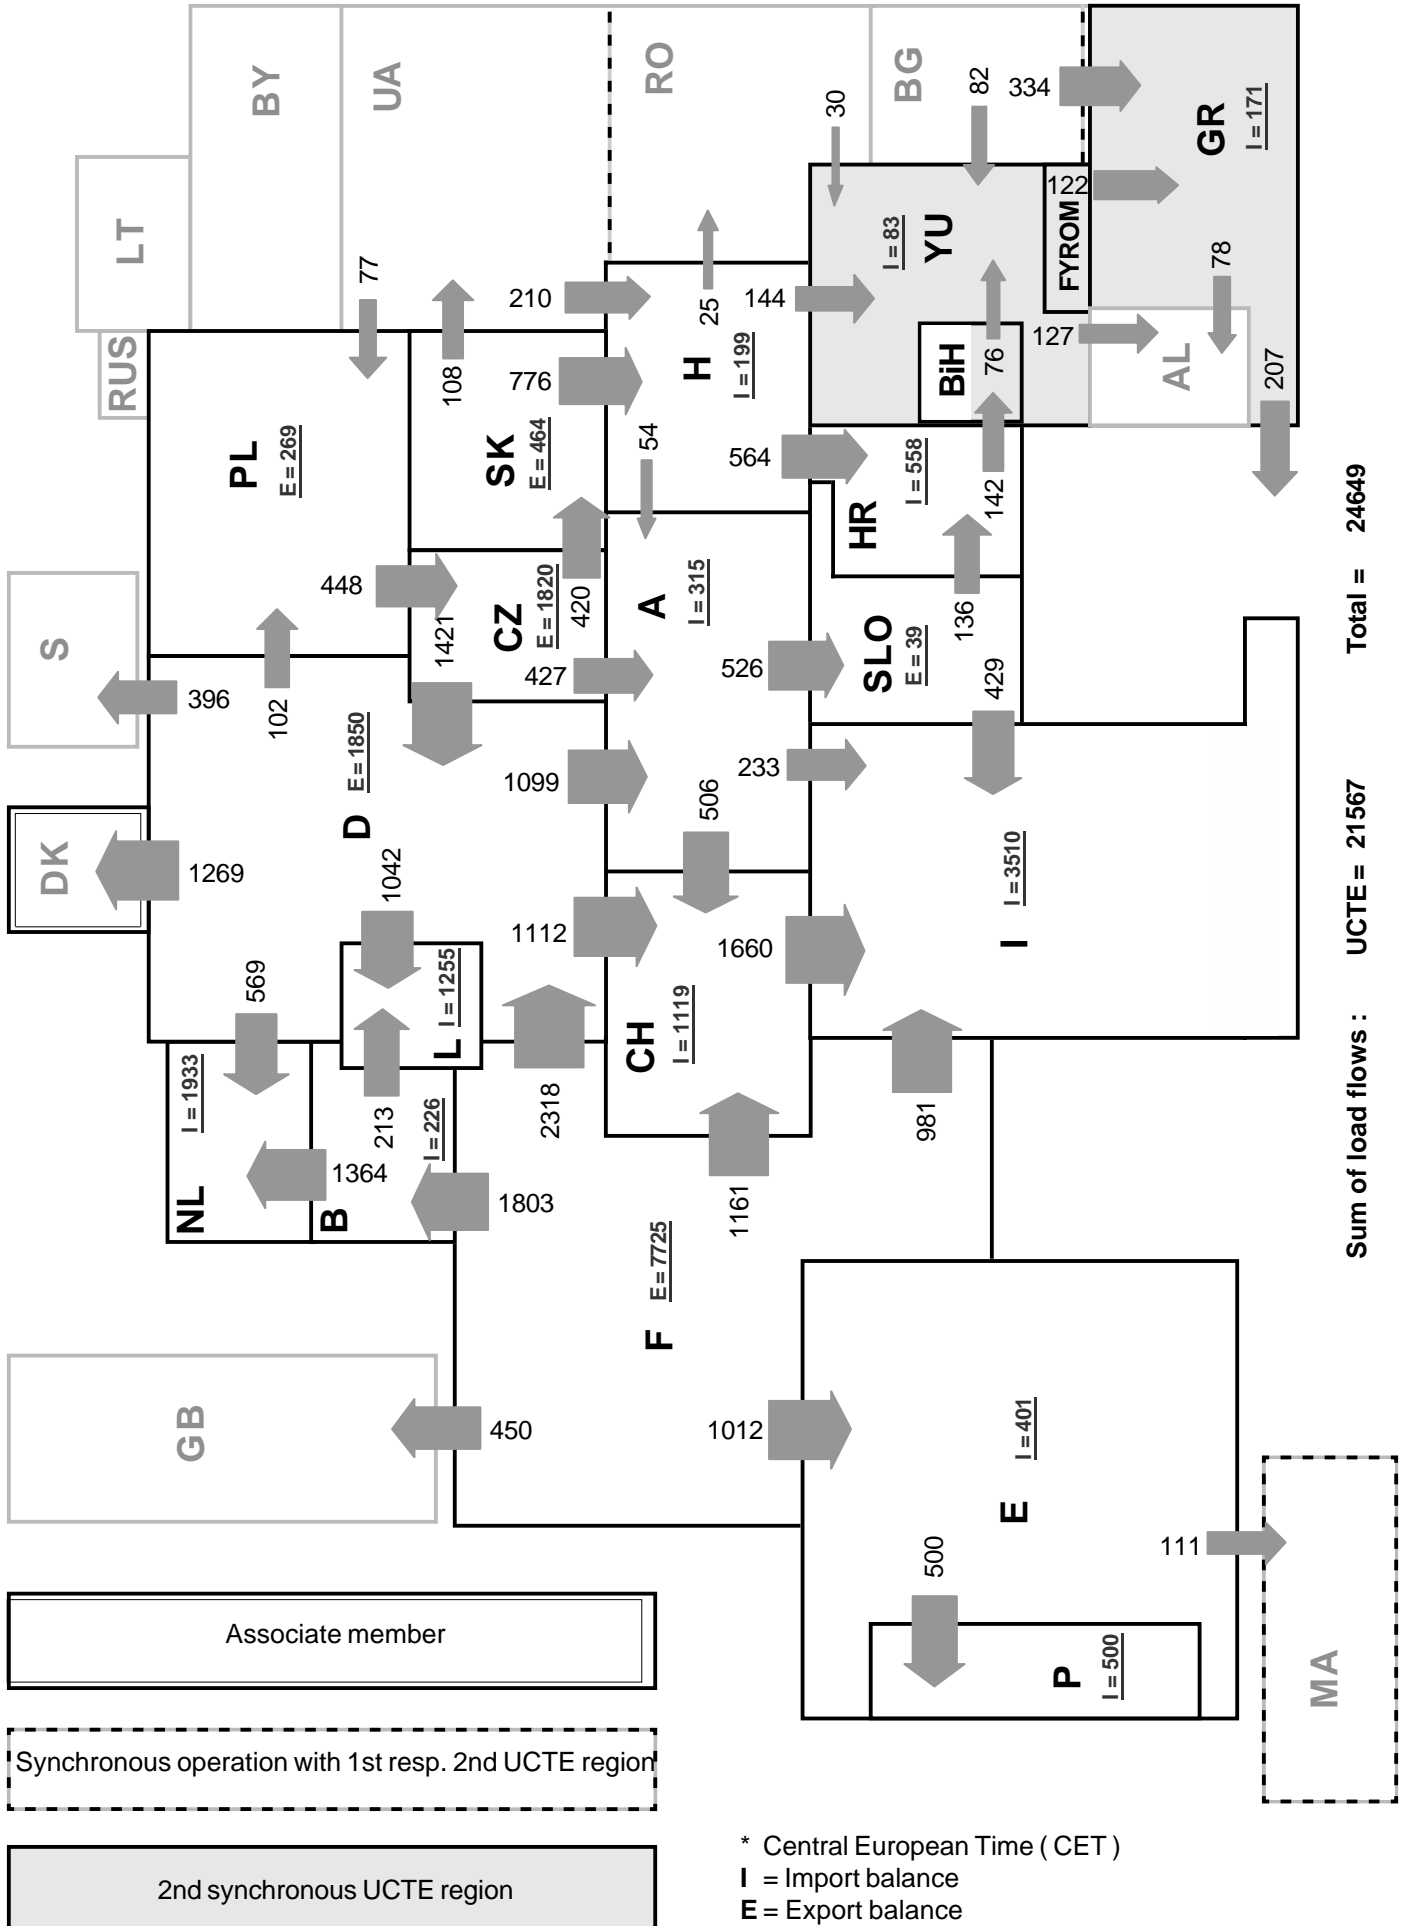 BY
UA
RO
BG
30
82
334
GR
I = 171
LT
122
FYROM
77
I = 83
YU
78
210
25
144
RUS
108
776
H
I = 199
BiH
76
127
AL
207
PL
E = 269
SK
E = 464
54
564
HR
I = 558
142
S
448
1421
CZ
E = 1820
420
A
I = 315
136
396
102
427
526
SLO
E = 39
429
D
E = 1850
1099
506
233
DK
1269
1042
1112
1660
I
I = 3510
569
L
I = 1255
CH
I = 1119
NL
I = 1933
213
I = 226
2318
981
1364
B
1803
1161
F
E = 7725
GB
450
1012
E
I = 401
500
111
P
I = 500
MA
Sum of load flows : UCTE = 21567 Total = 24649
Associate member
Synchronous operation with 1st resp. 2nd UCTE region
2nd synchronous UCTE region
* Central European Time ( CET )
I = Import balance
E = Export balance